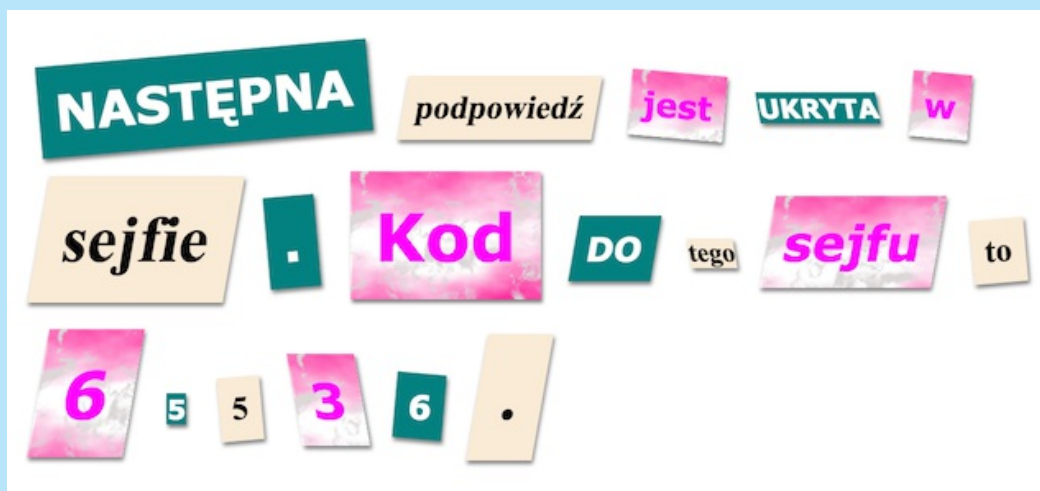 NASTĘPNA podpowiedź jest UKRYTA w
sejfie . Kod DO tego sejfu to
6 5 5 3 6 .